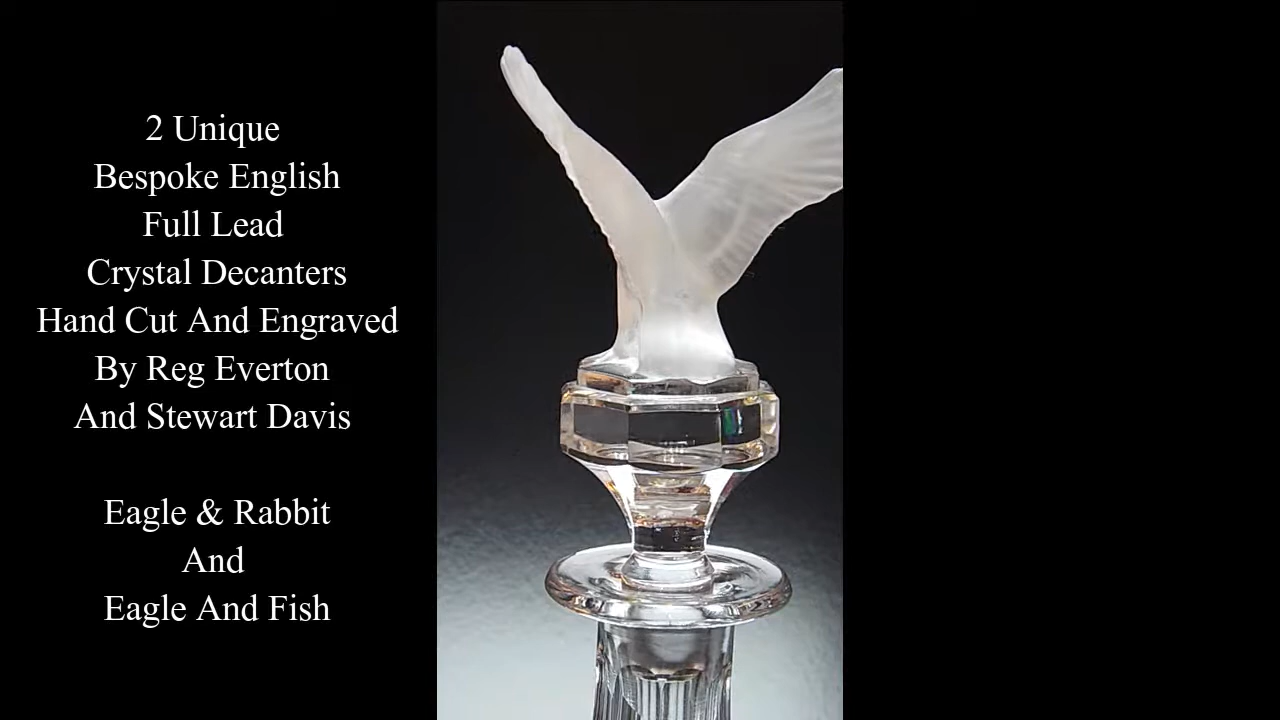 2 Unique
Bespoke English
Full Lead
Crystal Decanters
Hand Cut And Engraved
By Reg Everton
And Stewart Davis
Eagle & Rabbit
And
Eagle And Fish